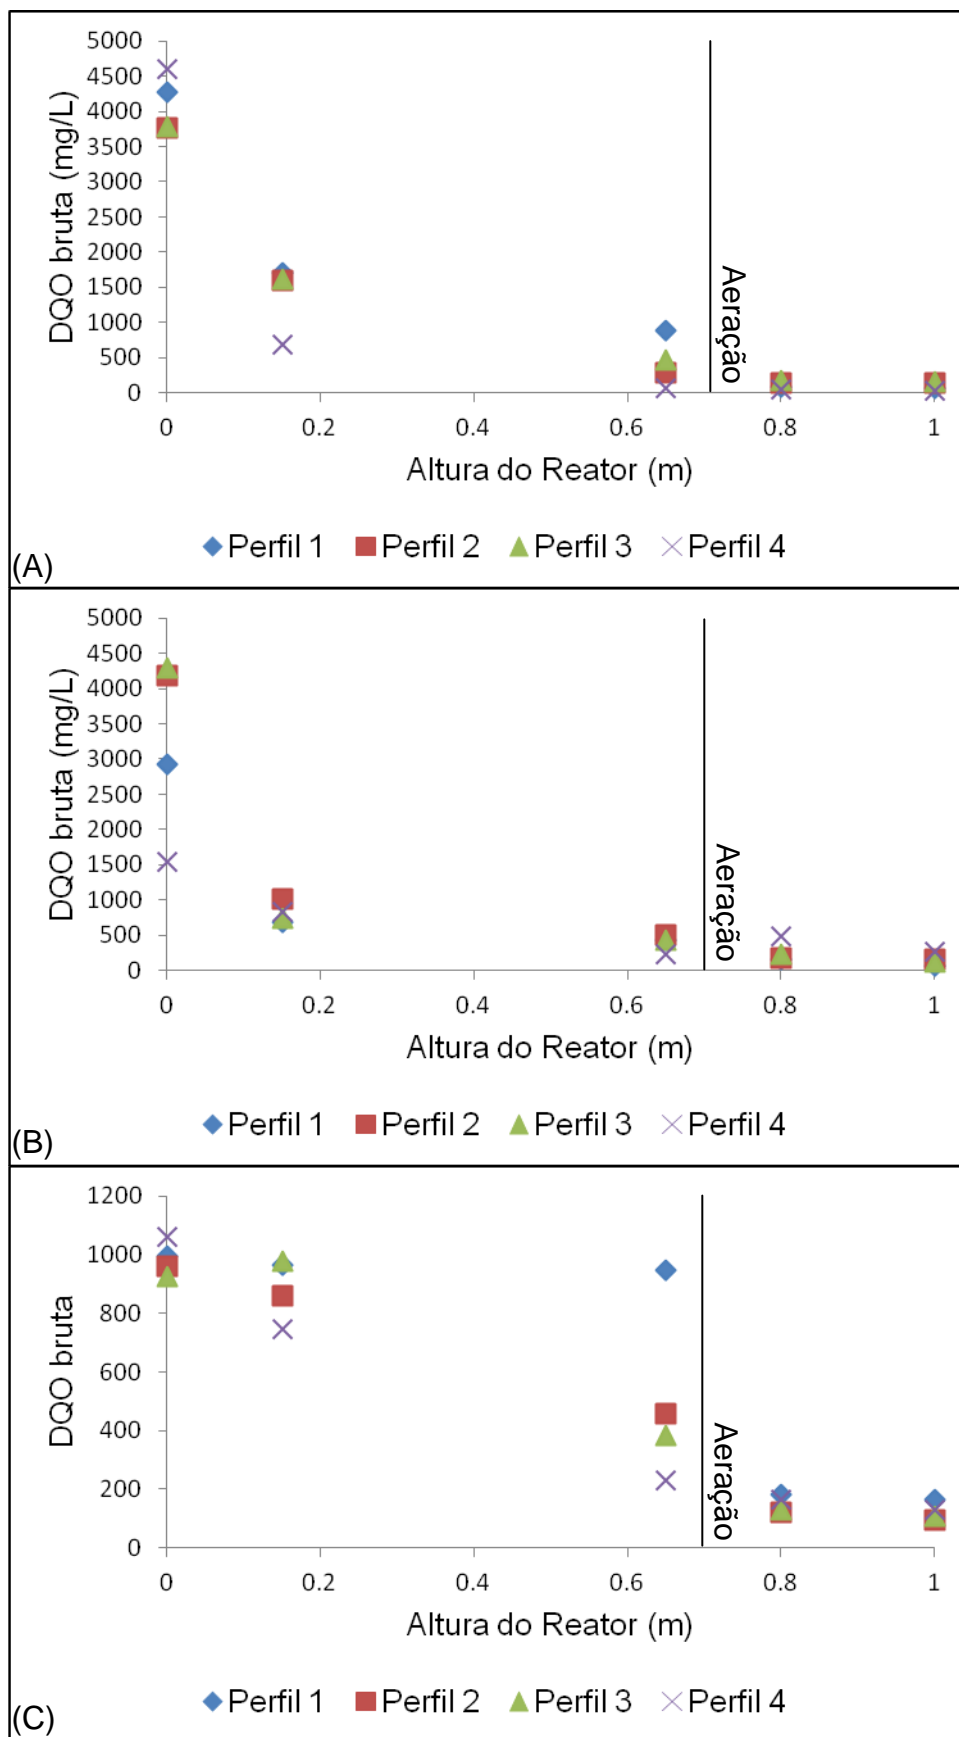 DQO bruta (mg/L)
5000
4500
4000
3500
3000
2500
2000
1500
1000
500
0
Aeração
0 0.2 0.4 0.6 0.8 1
Altura do Reator (m)
Perfil 1 Perfil 2 Perfil 3 Perfil 4
(A)
DQO bruta (mg/L)
5000
4500
4000
3500
3000
2500
2000
1500
1000
500
0
Aeração
0 0.2 0.4 0.6 0.8 1
Altura do Reator (m)
Perfil 1 Perfil 2 Perfil 3 Perfil 4
(B)
DQO bruta
1200
1000
800
600
400
200
0
Aeração
0 0.2 0.4 0.6 0.8 1
Altura do Reator (m)
Perfil 1 Perfil 2 Perfil 3 Perfil 4
(C)